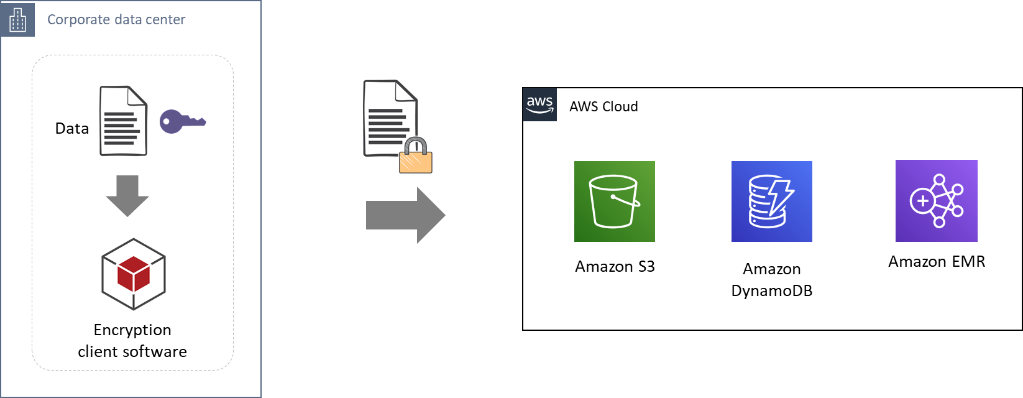 Corporate data center
Data
Encryption
client software
aws
AWS Cloud
Amazon S3
Amazon
DynamoDB
Amazon EMR